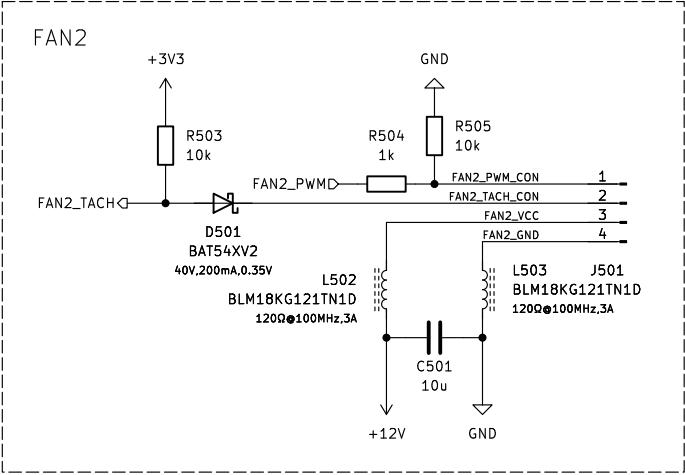 FAN2
+3V3
GND
R503
10k
R504
1k
R505
10k
FAN2_PWM
FAN2_PWM_CON
1
FAN2_TACH
FAN2_TACH_CON
2
FAN2_VCC
3
FAN2_GND
4
D501
BAT54XV2
40V,200mA,0.35V
L502
BLM18KG121TN1D
120Ω@100MHz,3A
L503
J501
BLM18KG121TN1D
120Ω@100MHz,3A
C501
10u
+12V
GND